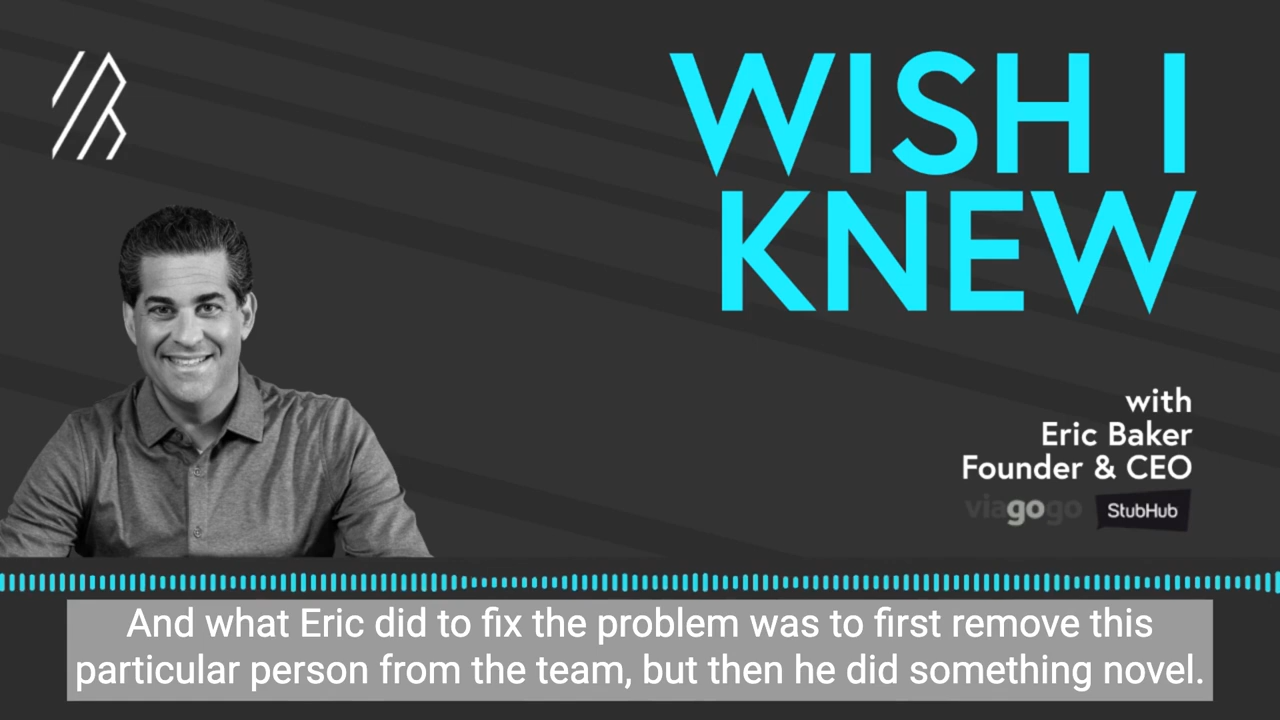 WISH I
KNEW
with
Eric Baker
Founder & CEO
viagogo StubHub
And what Eric did to fix the problem was to first remove this
particular person from the team, but then he did something novel.